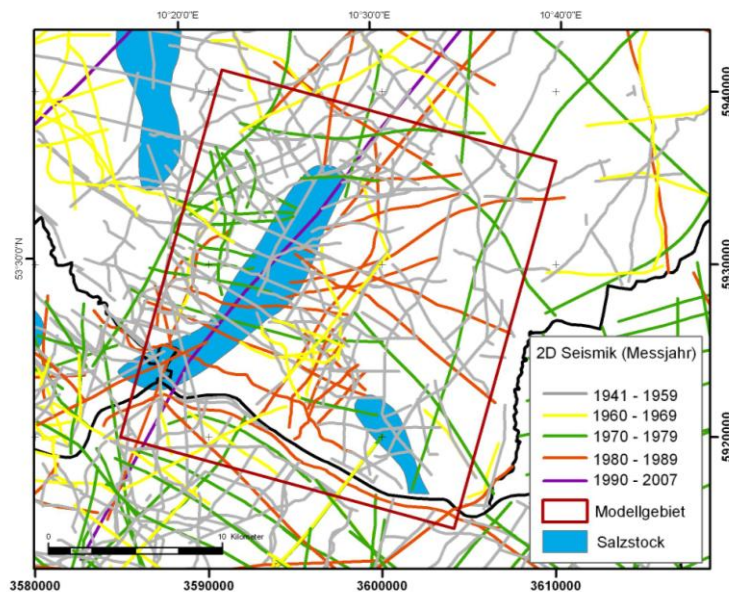 10°20'0"E
10°30'0"E
10°40'0"E
5940000
53°30'0"N
5930000
2D Seismik (Messjahr)
1941 - 1959
1960 - 1969
1970 - 1979
1980 - 1989
1990 - 2007
Modellgebiet
Salzstock
5920000
0
10 Kilometer
3580000
3590000
3600000
3610000